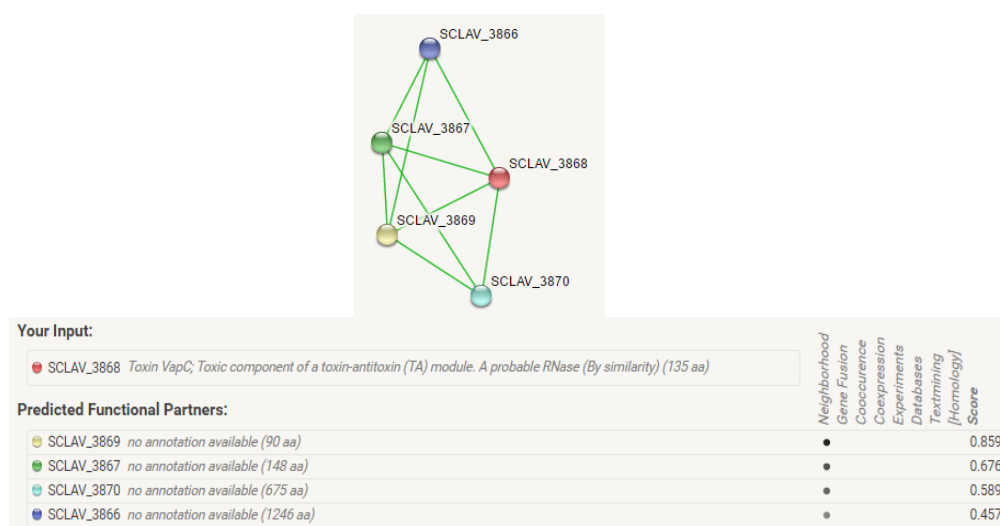 SCLAV_3866
SCLAV_3867
SCLAV_3868
SCLAV_3869
SCLAV_3870
Your Input:
SCLAV_3868 Toxin VapC; Toxic component of a toxin-antitoxin (TA) module. A probable RNase (By similarity) (135 aa)
Neighborhood
Gene Fusion
Cooccurence
Coexpression
Experiments
Databases
Textmining
[Homology]
Score
Predicted Functional Partners:
SCLAV_3869 no annotation available (90 aa) 0.859
SCLAV_3867 no annotation available (148 aa) 0.676
SCLAV_3870 no annotation available (675 aa) 0.589
SCLAV_3866 no annotation available (1246 aa) 0.457